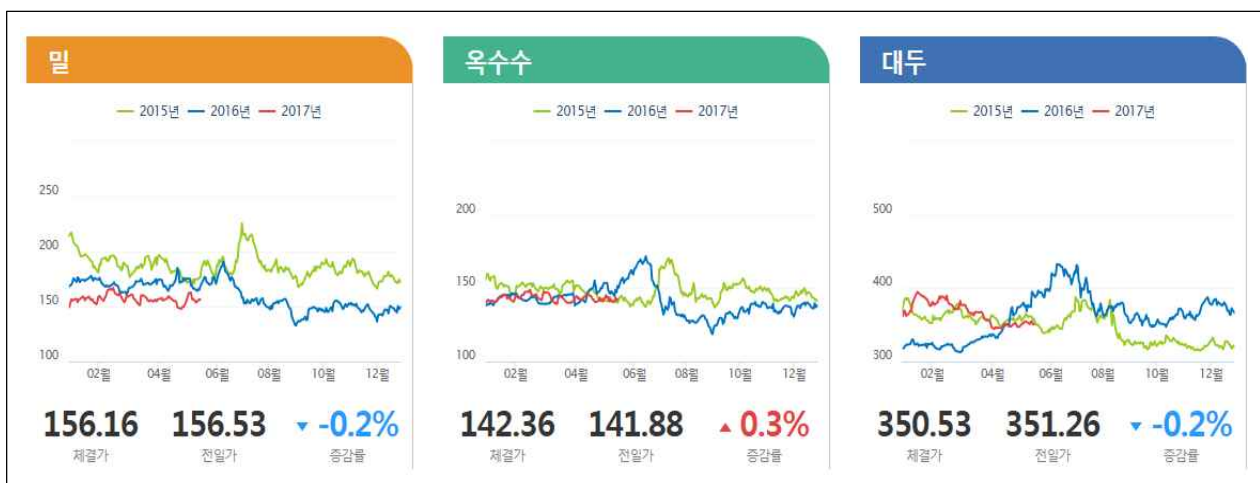 밀
2015년 2016년 2017년
250
200
150
100
02월 04월 06월 08월 10월 12월
156.16 156.53 ▼ -0.2%
체결가 전일가 증감률
옥수수
2015년 2016년 2017년
200
150
100
02월 04월 06월 08월 10월 12월
142.36 141.88 ▲ 0.3%
체결가 전일가 증감률
대두
2015년 2016년 2017년
500
400
300
02월 04월 06월 08월 10월 12월
350.53 351.26 ▼ -0.2%
체결가 전일가 증감률